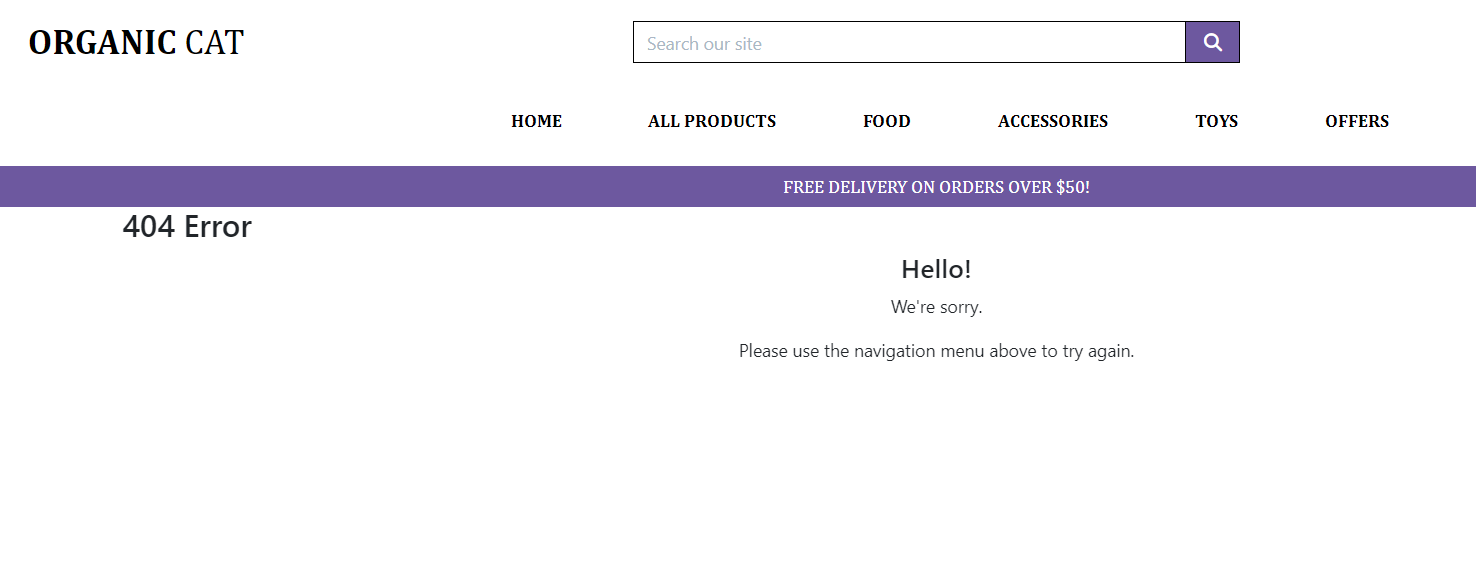 ORGANIC CAT
Search our site
HOME ALL PRODUCTS FOOD ACCESSORIES TOYS OFFERS
FREE DELIVERY ON ORDERS OVER $50!
404 Error
Hello!
We're sorry.
Please use the navigation menu above to try again.